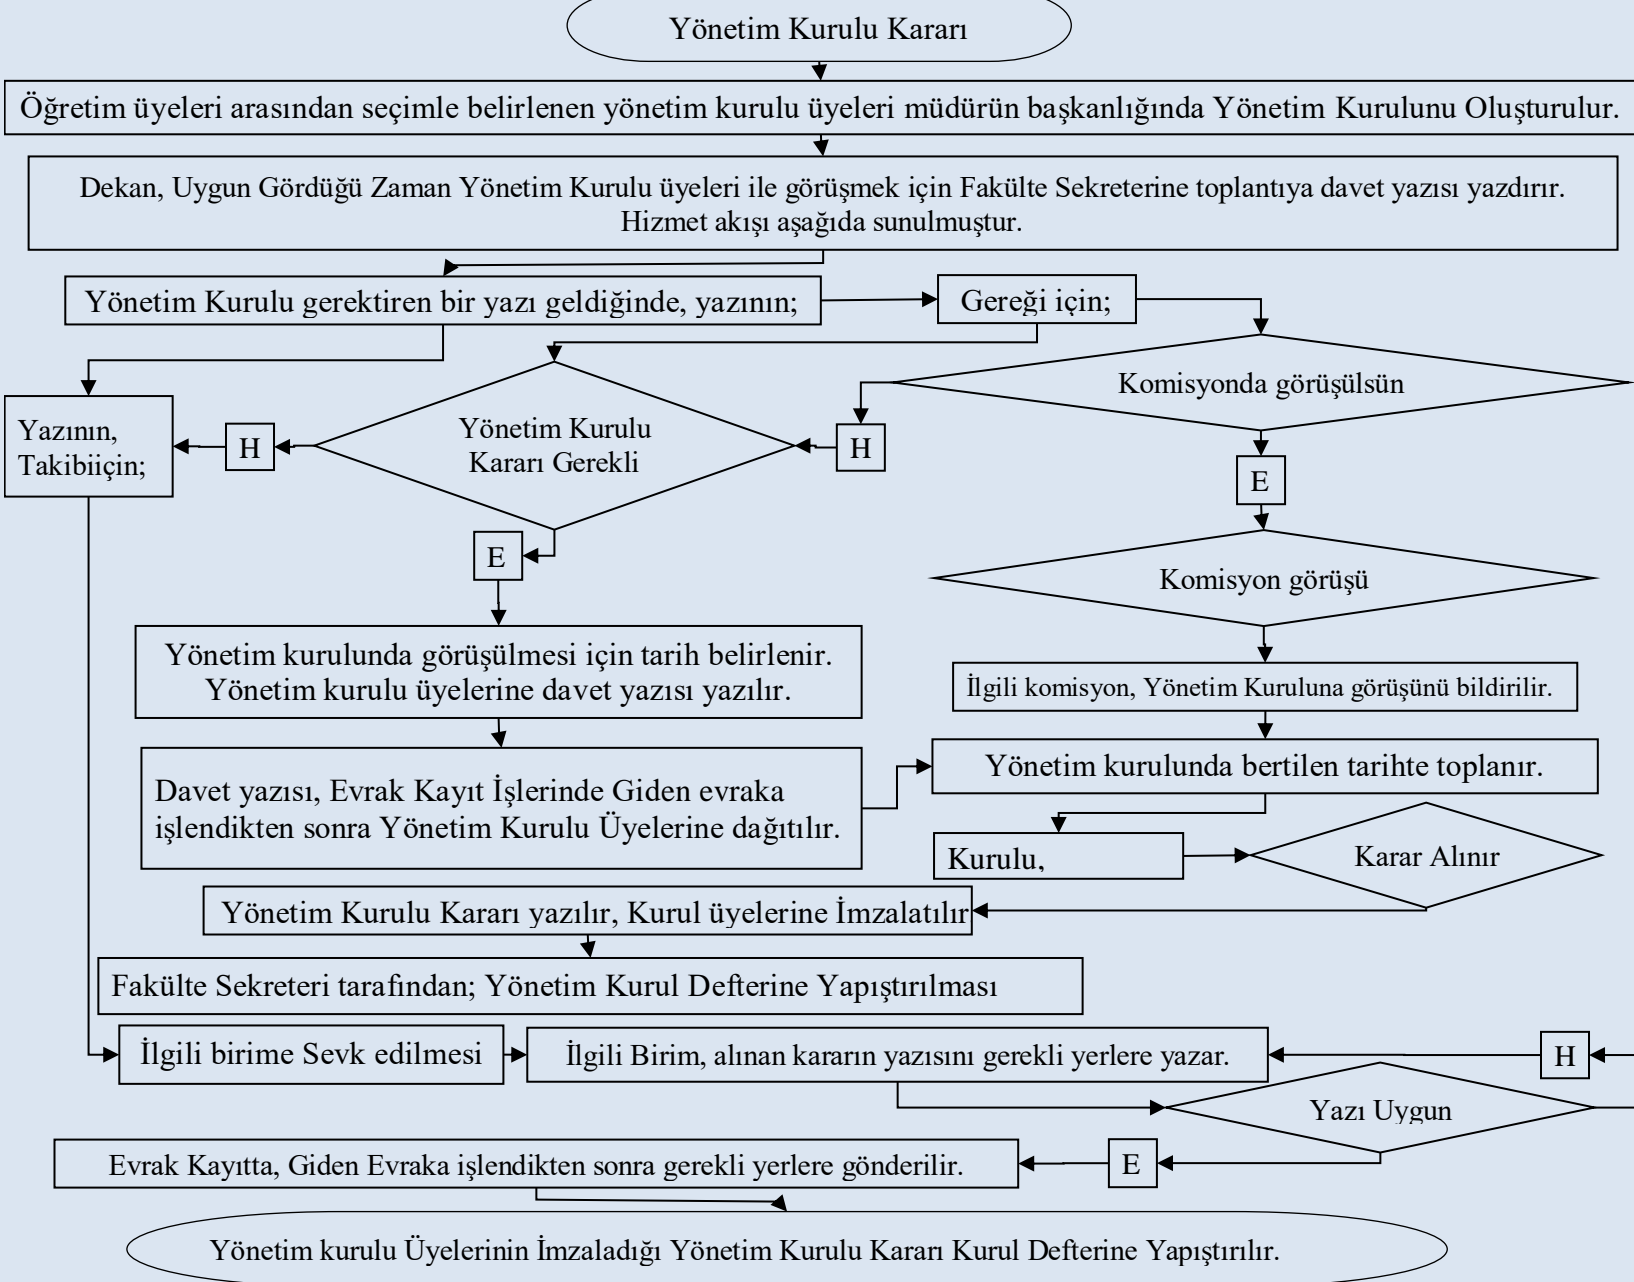 Yönetim Kurulu Kararı
Öğretim üyeleri arasından seçimle belirlenen yönetim kurulu üyeleri müdürün başkanlığında Yönetim Kurulunu Oluşturulur.
Dekan, Uygun Gördüğü Zaman Yönetim Kurulu üyeleri ile görüşmek için Fakülte Sekreterine toplantıya davet yazısı yazdırır.
Hizmet akışı aşağıda sunulmuştur.
Yönetim Kurulu gerektiren bir yazı geldiğinde, yazının;
Gereği için;
Komisyonda görüşülsün
Yazının,
Takibiiçin;
H
Yönetim Kurulu
Kararı Gerekli
H
E
E
Komisyon görüşü
Yönetim kurulunda görüşülmesi için tarih belirlenir.
Yönetim kurulu üyelerine davet yazısı yazılır.
İlgili komisyon, Yönetim Kuruluna görüşünü bildirilir.
Davet yazısı, Evrak Kayıt İşlerinde Giden evraka
işlendikten sonra Yönetim Kurulu Üyelerine dağıtılır.
Yönetim kurulunda bertilen tarihte toplanır.
Kurulu,
Karar Alınır
Yönetim Kurulu Kararı yazılır, Kurul üyelerine İmzalatılır
Fakülte Sekreteri tarafından; Yönetim Kurul Defterine Yapıştırılması
İlgili birime Sevk edilmesi
İlgili Birim, alınan kararın yazısını gerekli yerlere yazar.
H
Yazı Uygun
Evrak Kayıtta, Giden Evraka işlendikten sonra gerekli yerlere gönderilir.
E
Yönetim kurulu Üyelerinin İmzaladığı Yönetim Kurulu Kararı Kurul Defterine Yapıştırılır.